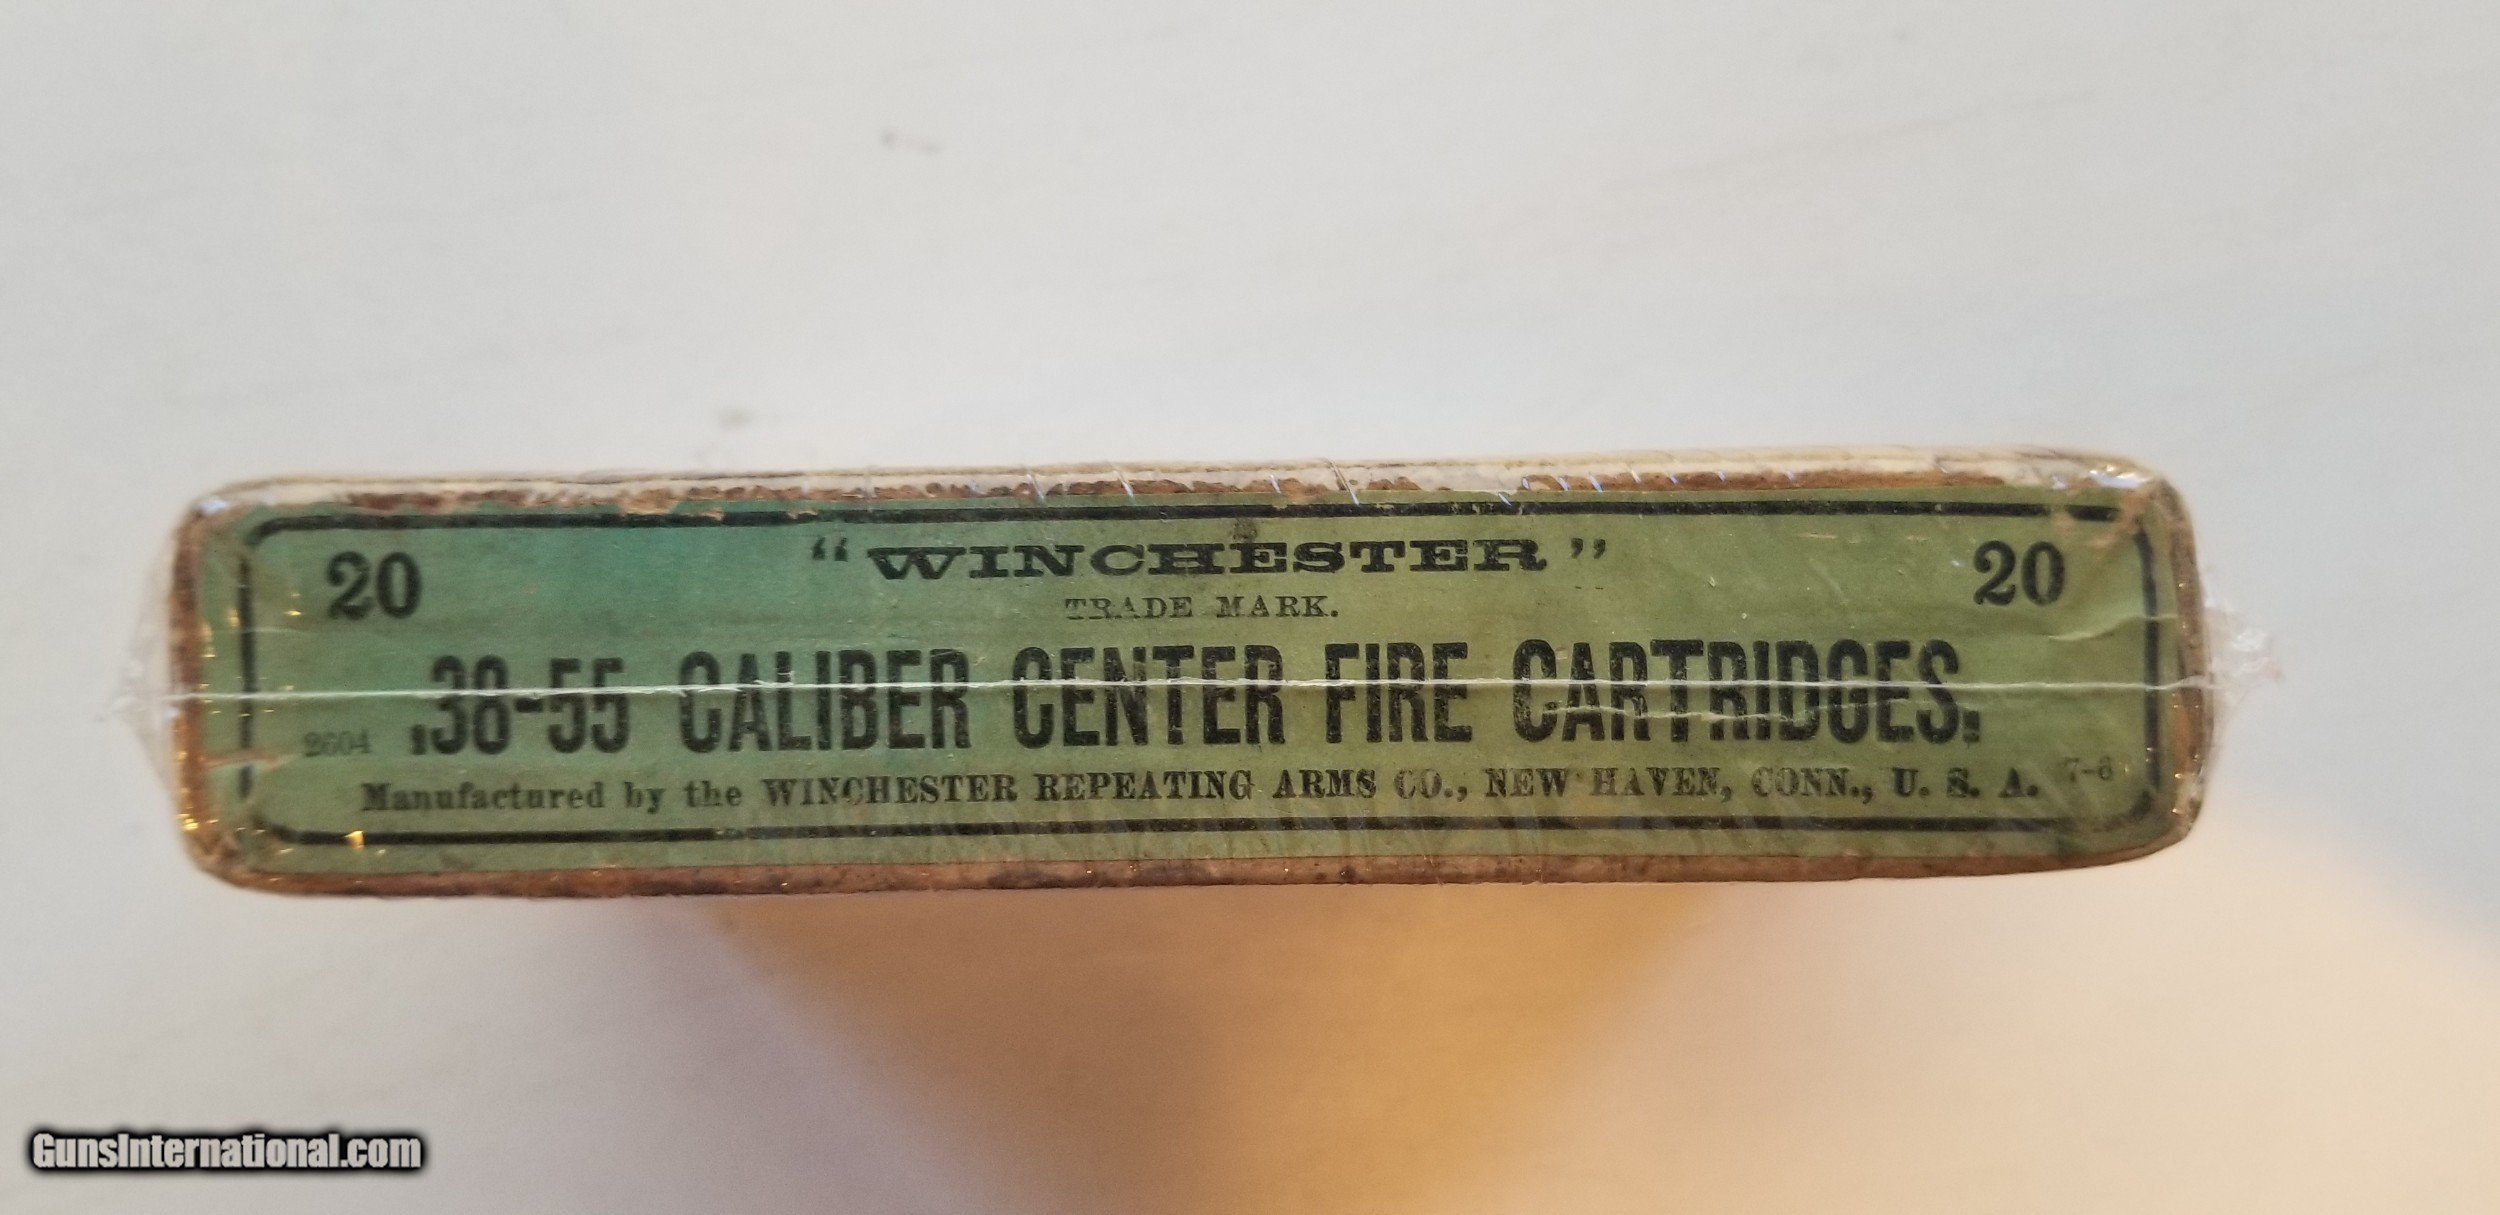 20 "WINCHESTER" 20
TRADE MARK.
2604 .38-55 CALIBER CENTER FIRE CARTRIDGES.
Manufactured by the WINCHESTER REPEATING ARMS CO., NEW HAVEN, CONN., U. S. A. 7-6
GunsInternational.com